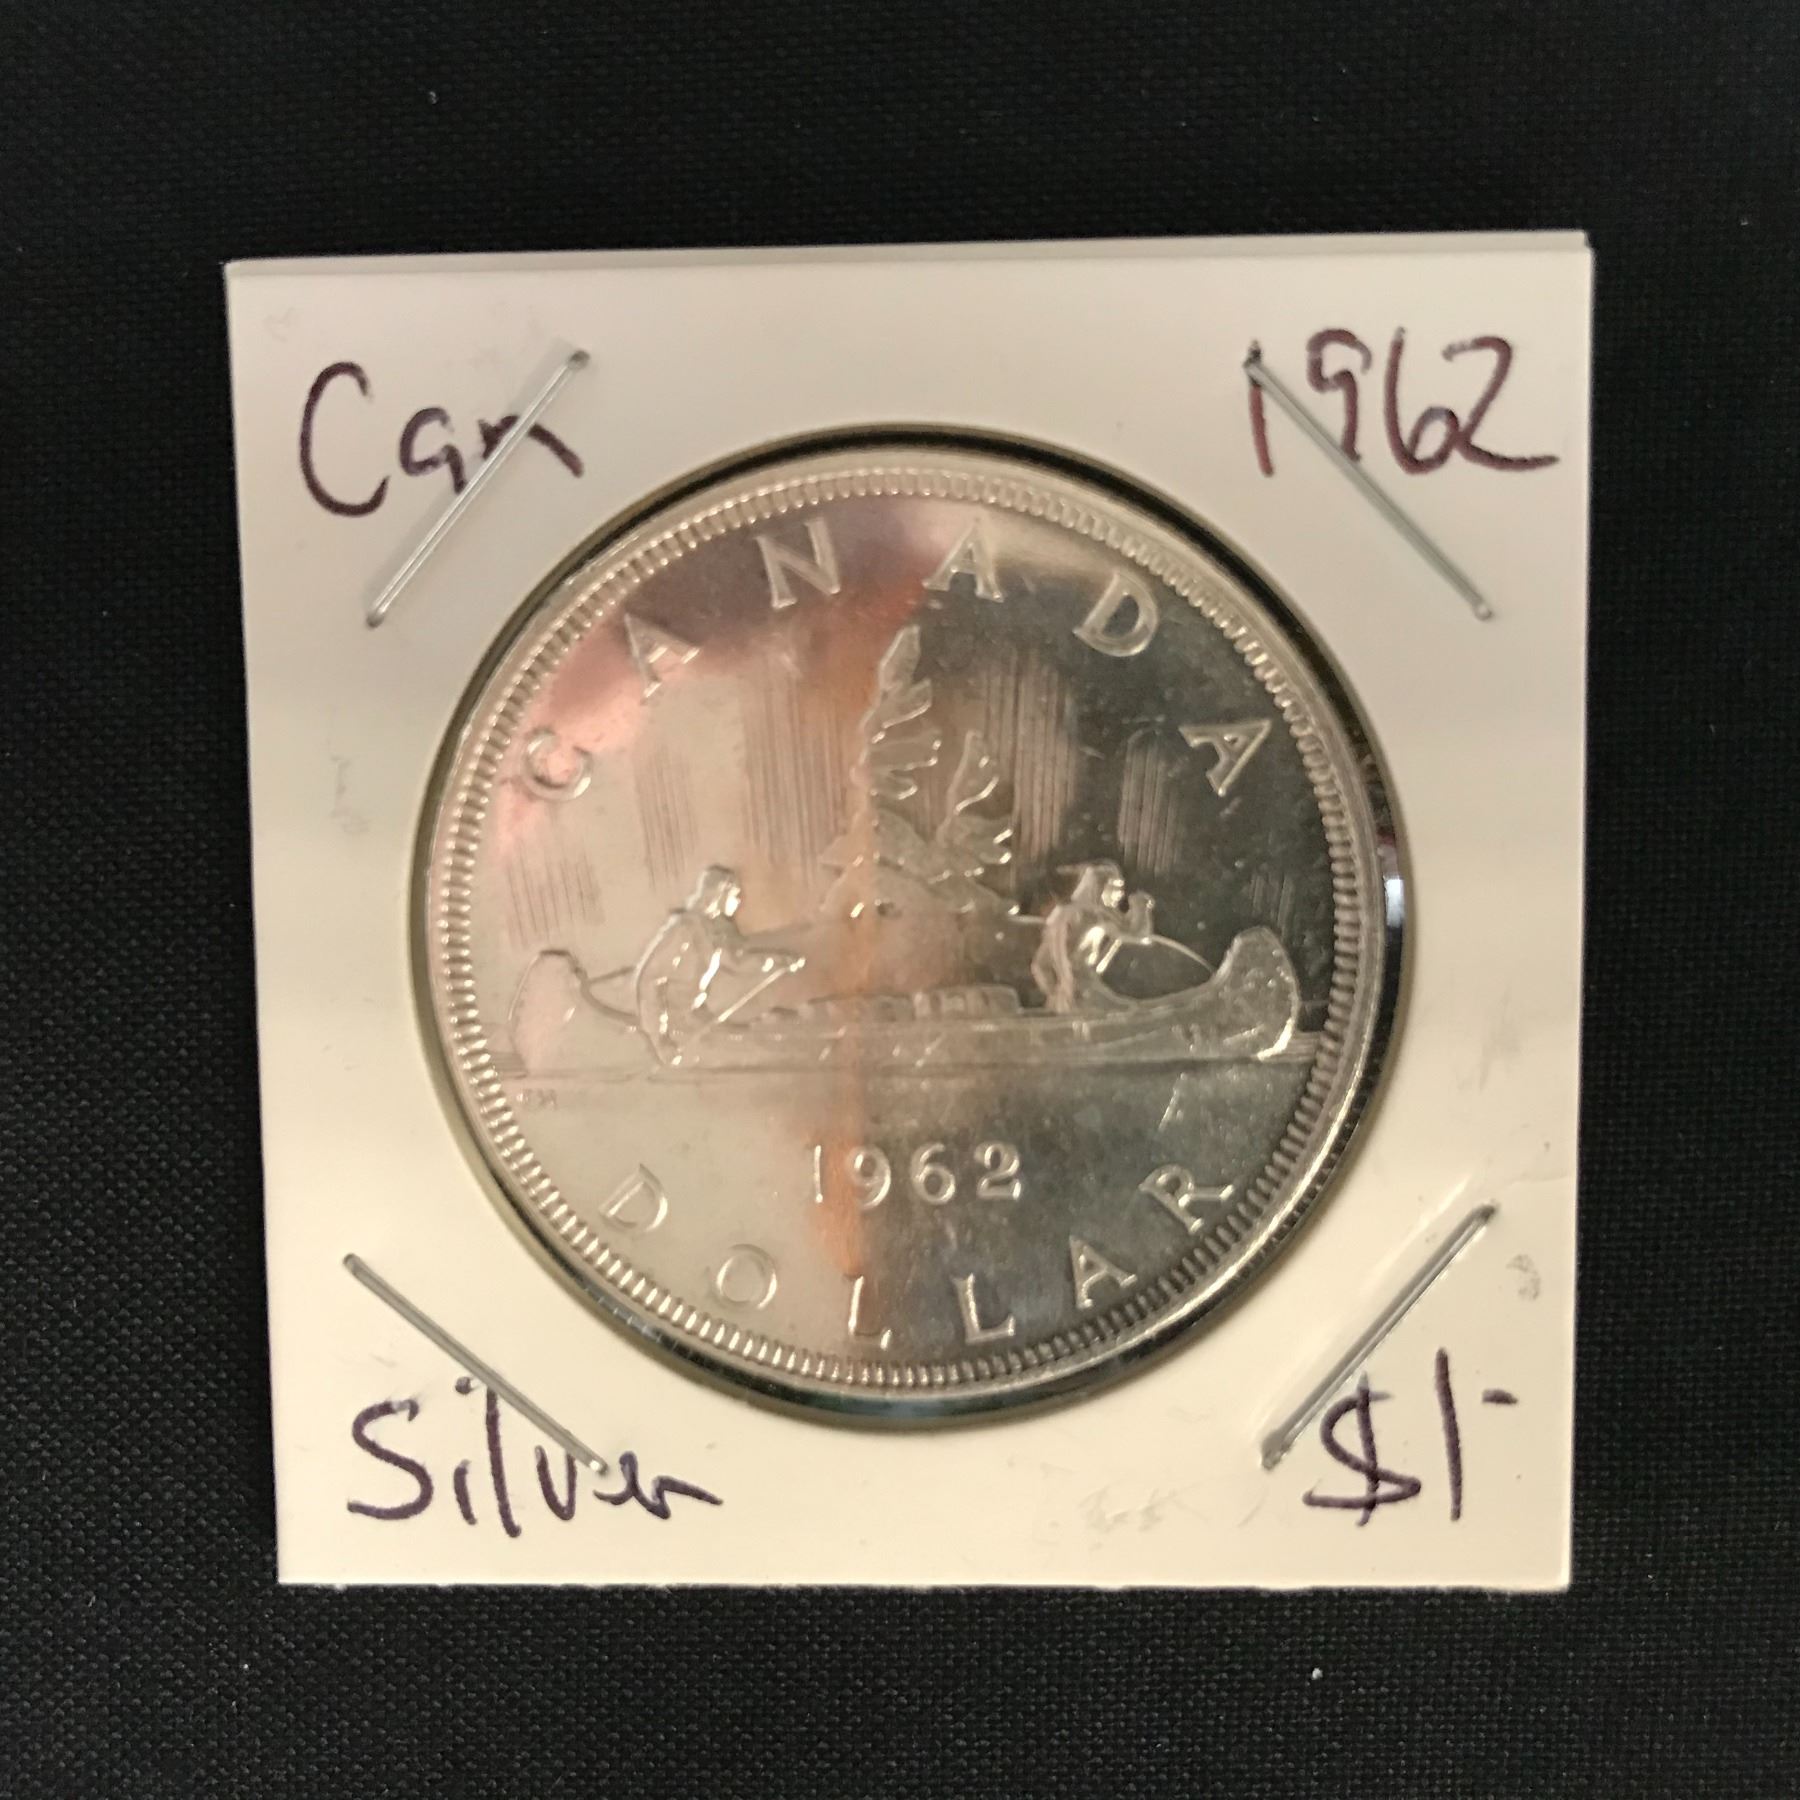 Can 1962
CANADA
1962
DOLLAR
Silver $1-